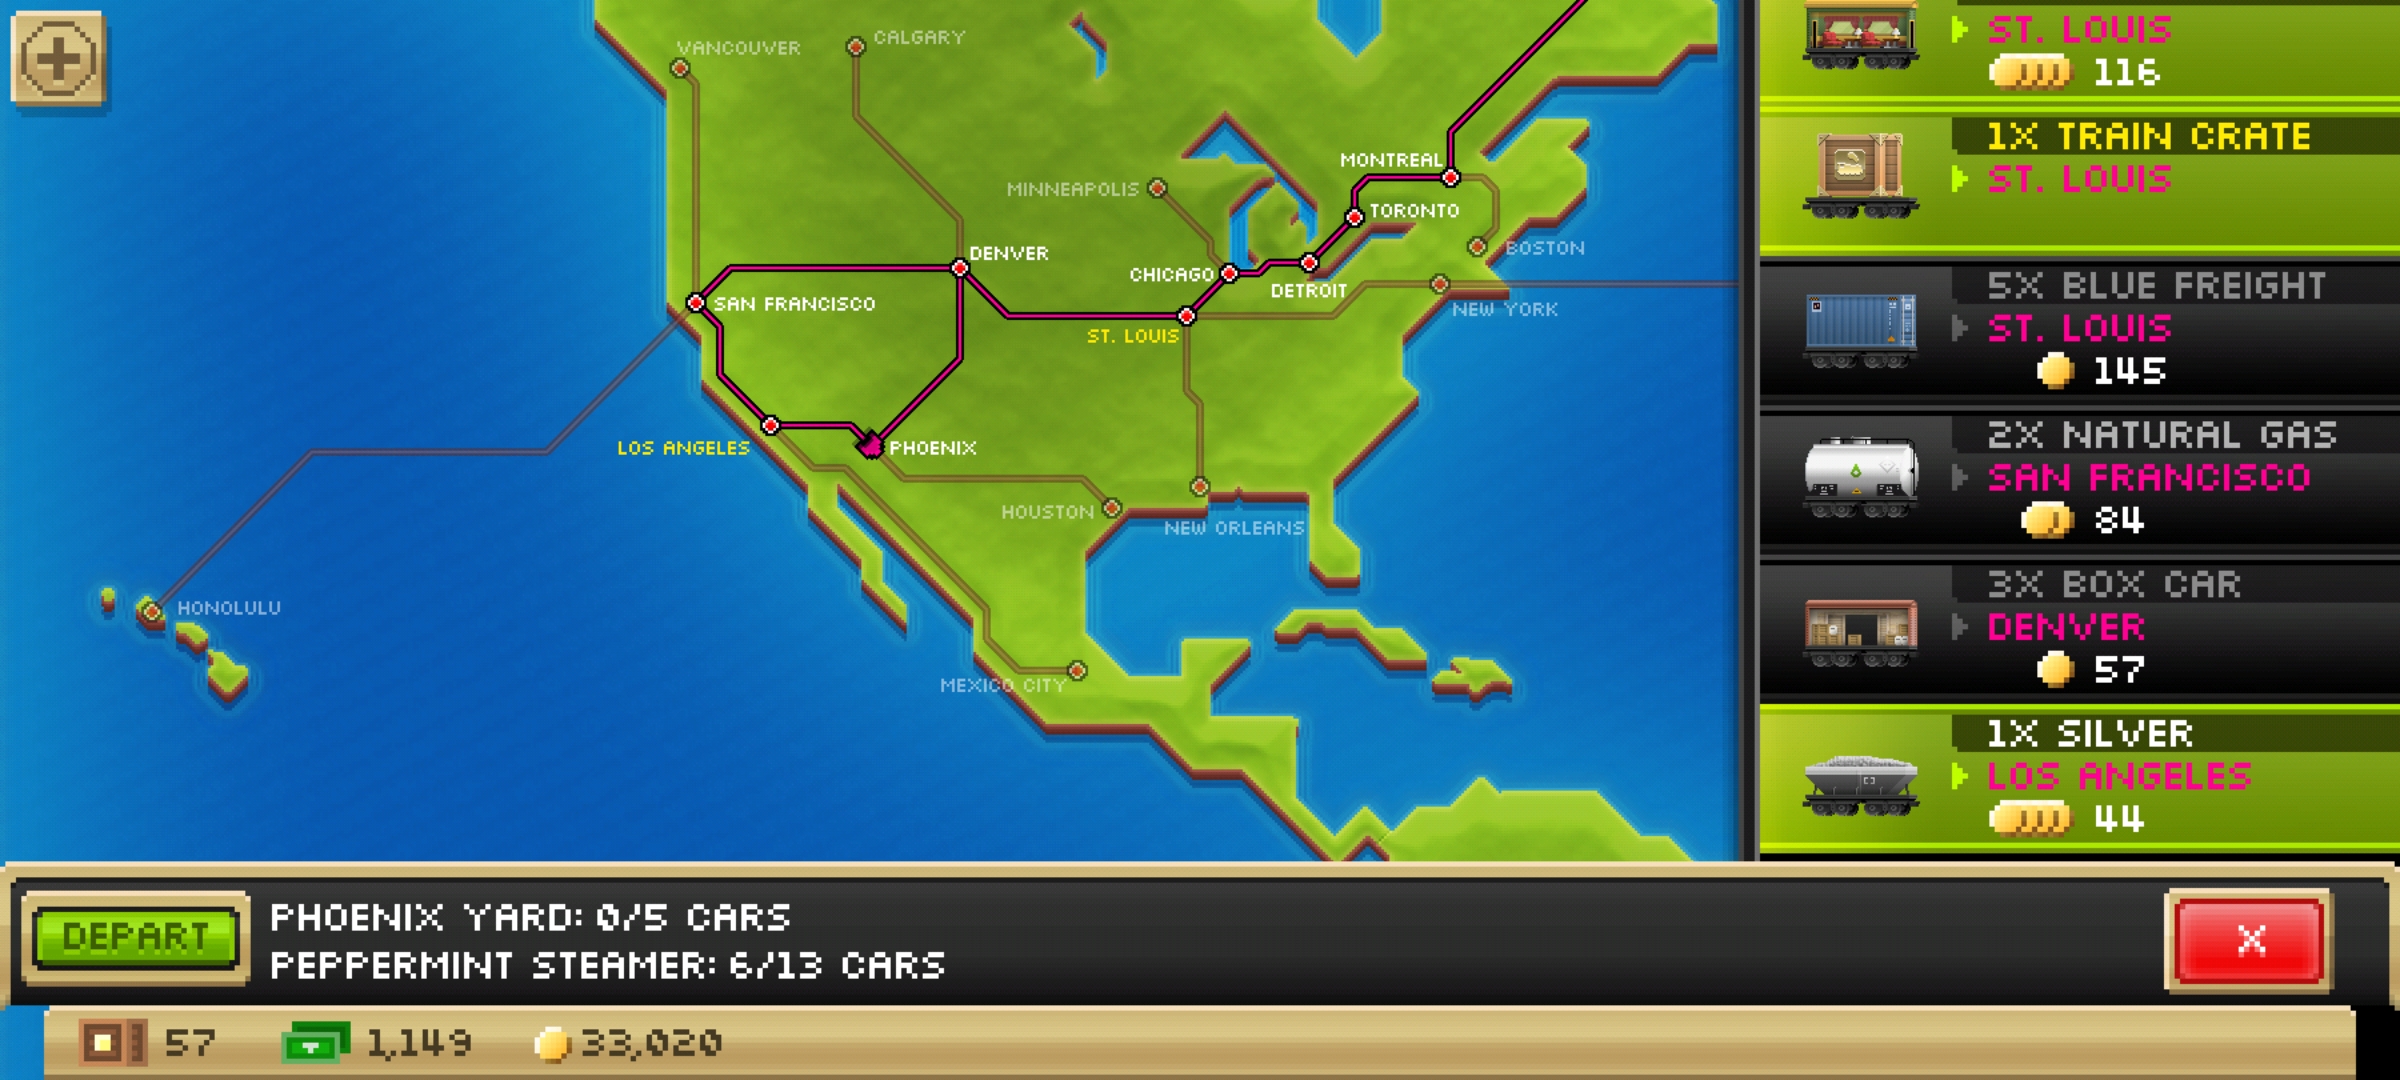 VANCOUVER
CALGARY
MINNEAPOLIS
MONTREAL
TORONTO
BOSTON
DENVER
CHICAGO
DETROIT
NEW YORK
SAN FRANCISCO
ST. LOUIS
LOS ANGELES
PHOENIX
HOUSTON
NEW ORLEANS
HONOLULU
MEXICO CITY
ST. LOUIS
116
1X TRAIN CRATE
ST. LOUIS
5X BLUE FREIGHT
ST. LOUIS
145
2X NATURAL GAS
SAN FRANCISCO
84
3X BOX CAR
DENVER
57
1X SILVER
LOS ANGELES
44
DEPART
PHOENIX YARD: 0/5 CARS
PEPPERMINT STEAMER: 6/13 CARS
X
57 1,149 33,020